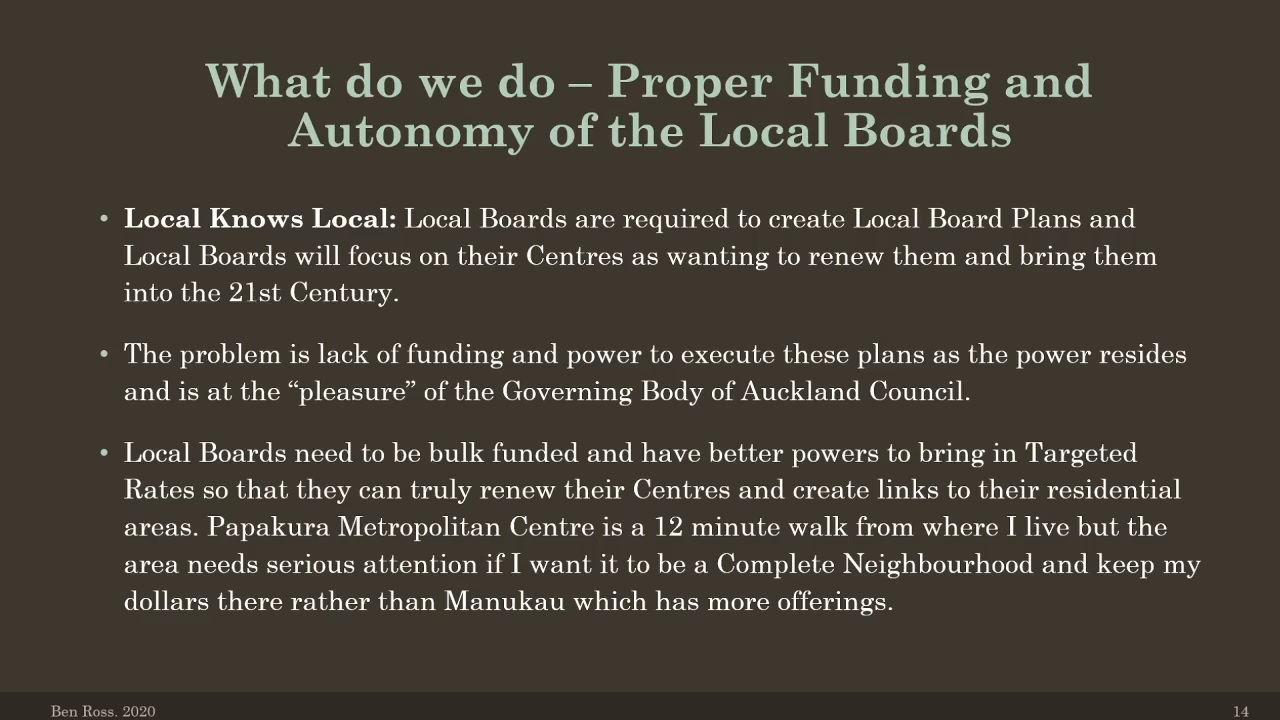 What do we do – Proper Funding and
Autonomy of the Local Boards
• Local Knows Local: Local Boards are required to create Local Board Plans and
Local Boards will focus on their Centres as wanting to renew them and bring them
into the 21st Century.
• The problem is lack of funding and power to execute these plans as the power resides
and is at the “pleasure” of the Governing Body of Auckland Council.
• Local Boards need to be bulk funded and have better powers to bring in Targeted
Rates so that they can truly renew their Centres and create links to their residential
areas. Papakura Metropolitan Centre is a 12 minute walk from where I live but the
area needs serious attention if I want it to be a Complete Neighbourhood and keep my
dollars there rather than Manukau which has more offerings.
Ben Ross. 2020
14